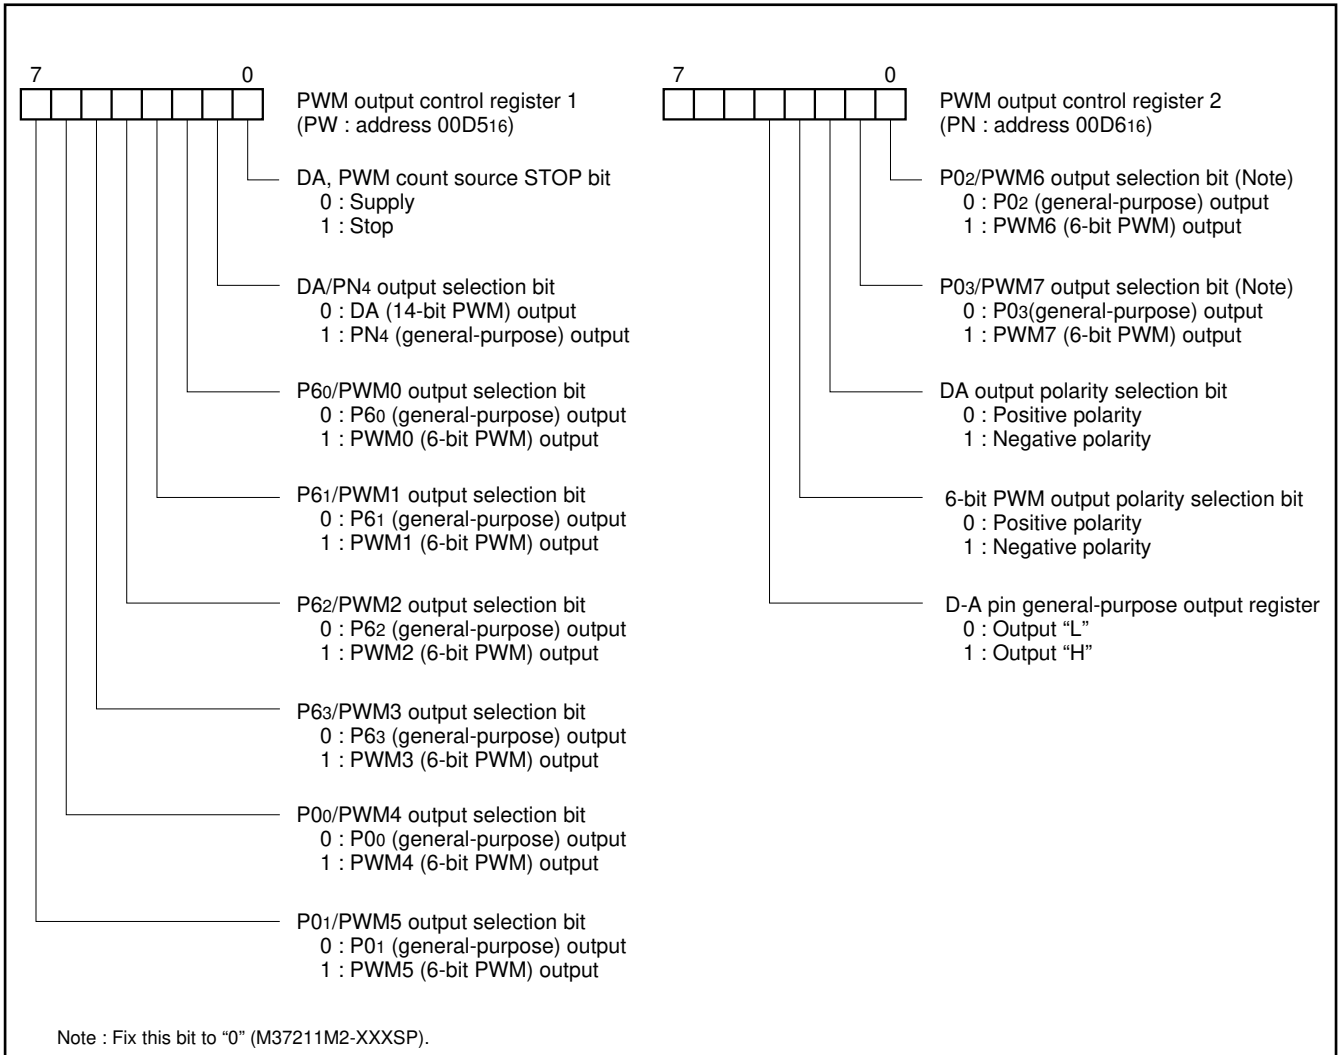 7 0
PWM output control register 1
(PW : address 00D516)
DA, PWM count source STOP bit
0 : Supply
1 : Stop
DA/PN4 output selection bit
0 : DA (14-bit PWM) output
1 : PN4 (general-purpose) output
P60/PWM0 output selection bit
0 : P60 (general-purpose) output
1 : PWM0 (6-bit PWM) output
P61/PWM1 output selection bit
0 : P61 (general-purpose) output
1 : PWM1 (6-bit PWM) output
P62/PWM2 output selection bit
0 : P62 (general-purpose) output
1 : PWM2 (6-bit PWM) output
P63/PWM3 output selection bit
0 : P63 (general-purpose) output
1 : PWM3 (6-bit PWM) output
P00/PWM4 output selection bit
0 : P00 (general-purpose) output
1 : PWM4 (6-bit PWM) output
P01/PWM5 output selection bit
0 : P01 (general-purpose) output
1 : PWM5 (6-bit PWM) output
7 0
PWM output control register 2
(PN : address 00D616)
P02/PWM6 output selection bit (Note)
0 : P02 (general-purpose) output
1 : PWM6 (6-bit PWM) output
P03/PWM7 output selection bit (Note)
0 : P03(general-purpose) output
1 : PWM7 (6-bit PWM) output
DA output polarity selection bit
0 : Positive polarity
1 : Negative polarity
6-bit PWM output polarity selection bit
0 : Positive polarity
1 : Negative polarity
D-A pin general-purpose output register
0 : Output “L”
1 : Output “H”
Note : Fix this bit to “0” (M37211M2-XXXSP).